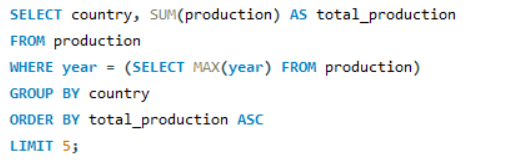 SELECT country, SUM(production) AS total_production
FROM production
WHERE year = (SELECT MAX(year) FROM production)
GROUP BY country
ORDER BY total_production ASC
LIMIT 5;